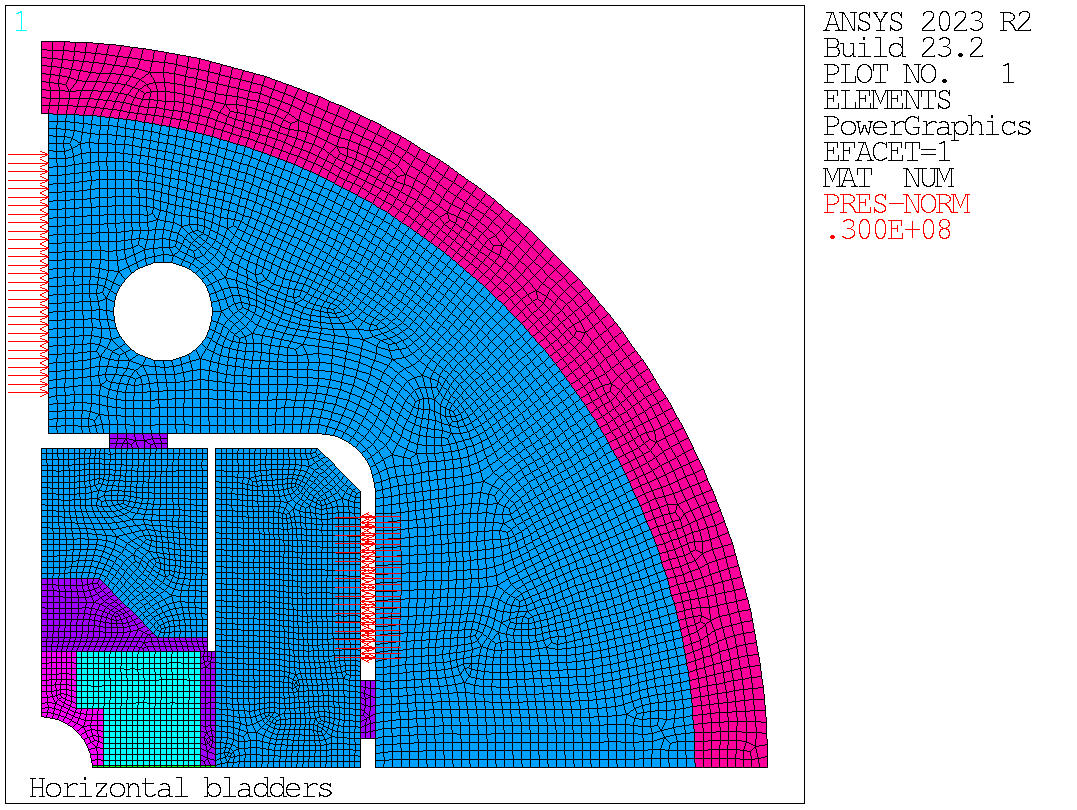 1
ANSYS 2023 R2
Build 23.2
PLOT NO. 1
ELEMENTS
PowerGraphics
EFACET=1
MAT NUM
PRES-NORM
.300E+08
Horizontal bladders